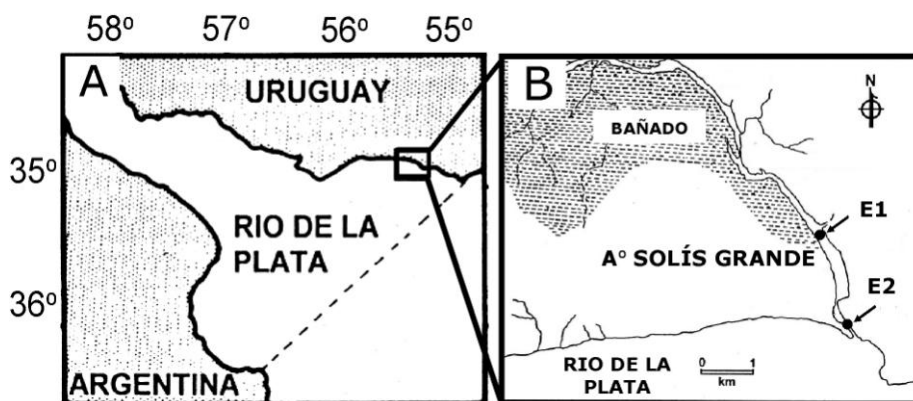 58º 57º 56º 55º
A
URUGUAY
35º
RIO DE LA
PLATA
36º
ARGENTINA
B
N
BAÑADO
E1
Aº SOLÍS GRANDE
E2
RIO DE LA
PLATA
0 1
km